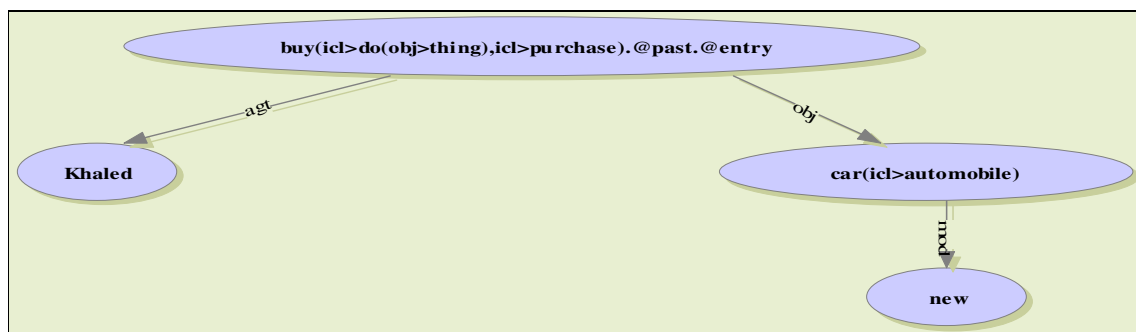 buy(icl>do(obj>thing),icl>purchase).@past.@entry
agt
obj
Khaled
car(icl>automobile)
mod
new